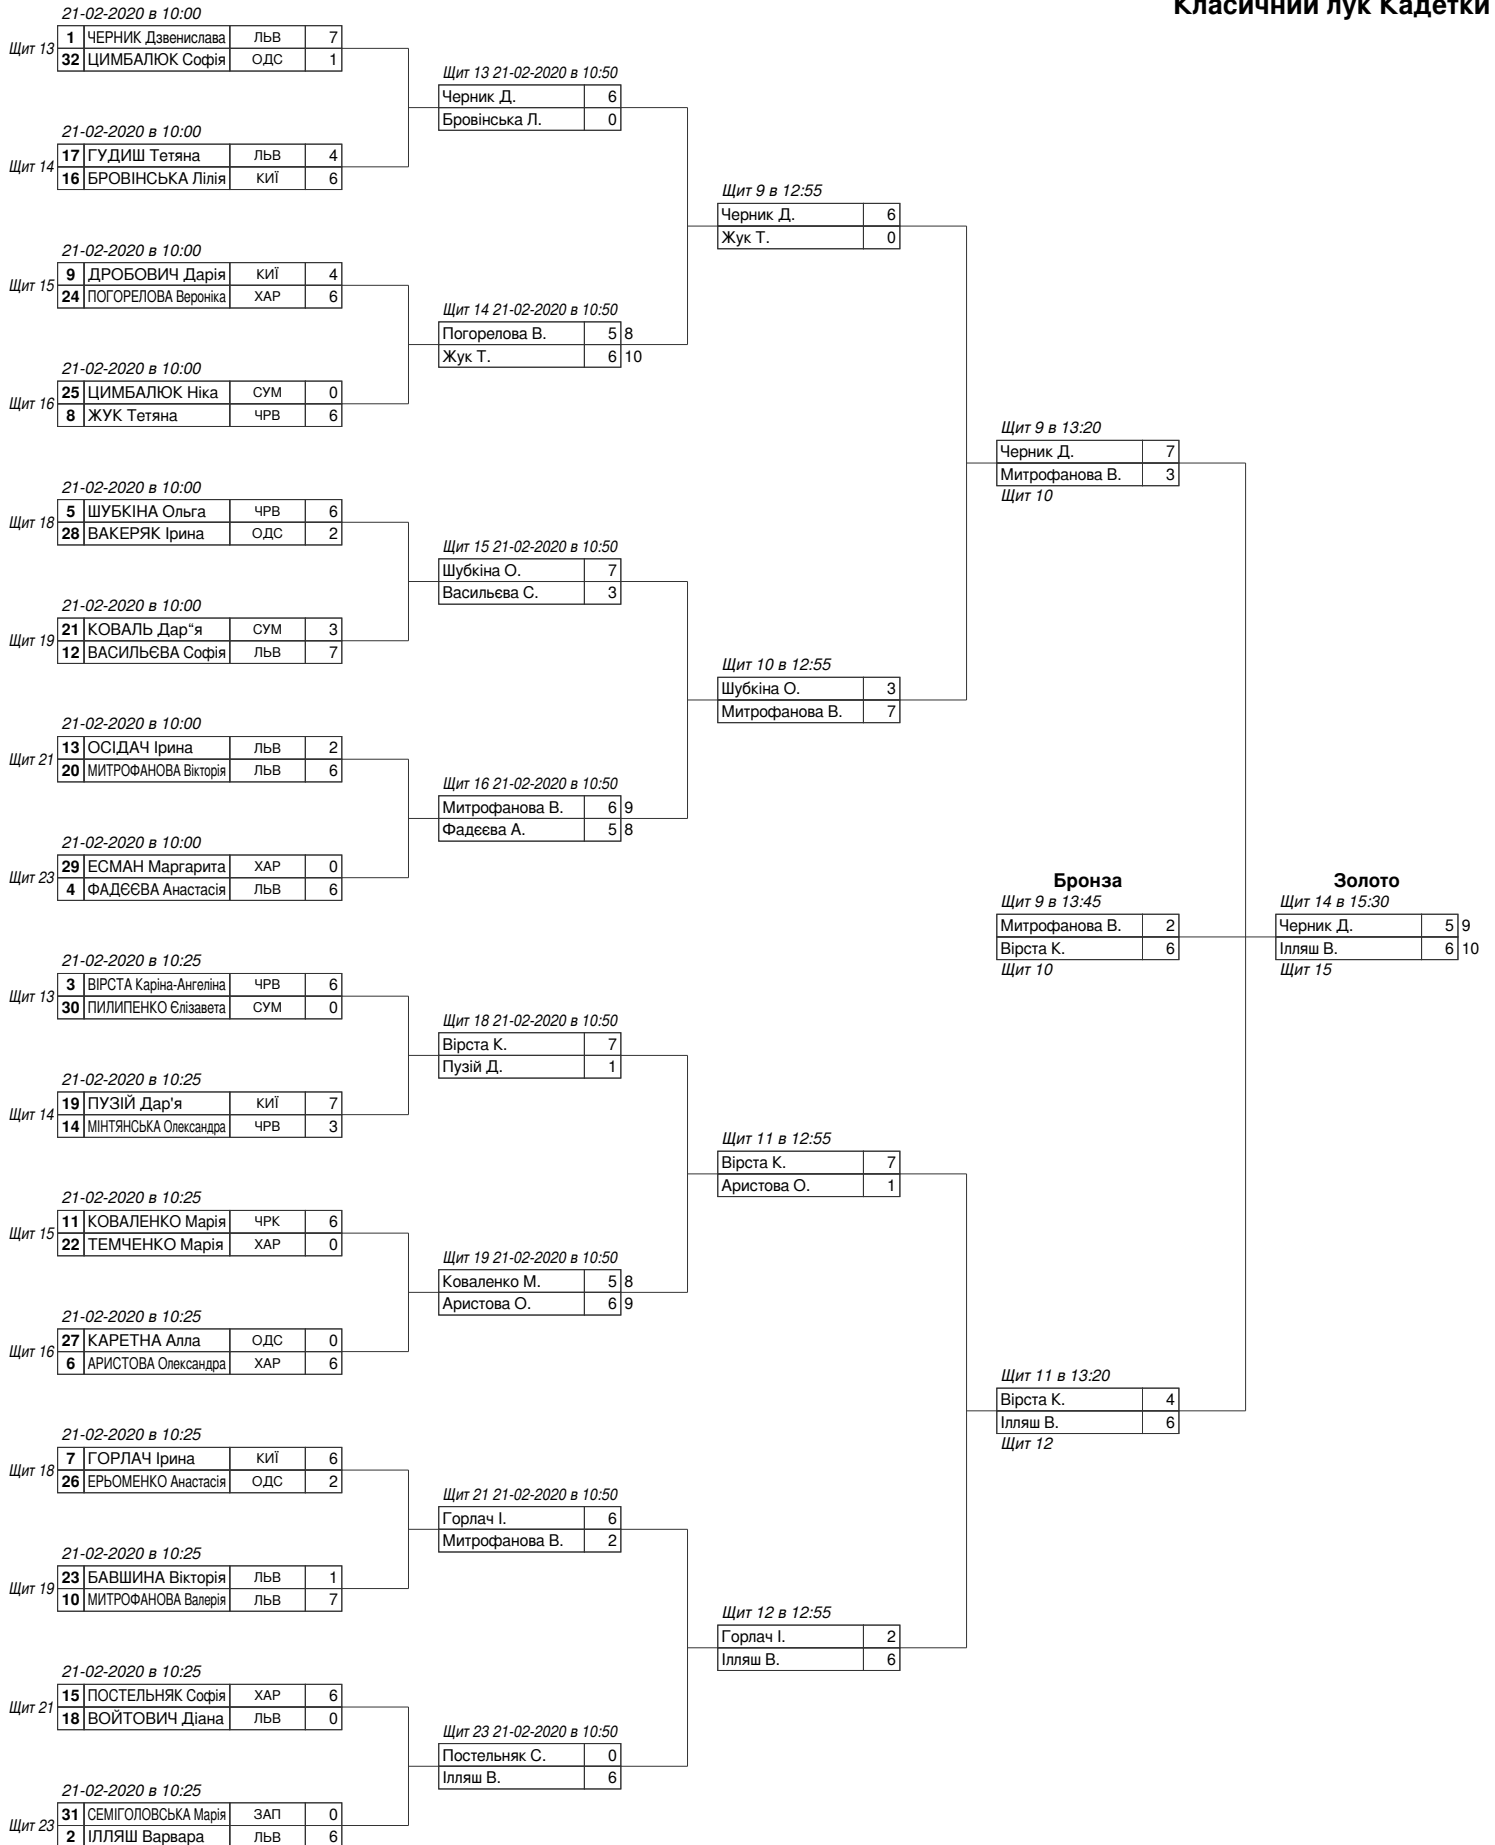 Класичний лук Кадетки
21-02-2020 в 10:00
Щит 13
1 ЧЕРНИК Дзвенислава ЛЬВ 7
32 ЦИМБАЛЮК Софія ОДС 1
21-02-2020 в 10:00
Щит 14
17 ГУДИШ Тетяна ЛЬВ 4
16 БРОВІНСЬКА Лілія КИЇ 6
21-02-2020 в 10:00
Щит 15
9 ДРОБОВИЧ Дарія КИЇ 4
24 ПОГОРЕЛОВА Вероніка ХАР 6
21-02-2020 в 10:00
Щит 16
25 ЦИМБАЛЮК Ніка СУМ 0
8 ЖУК Тетяна ЧРВ 6
21-02-2020 в 10:00
Щит 18
5 ШУБКІНА Ольга ЧРВ 6
28 ВАКЕРЯК Ірина ОДС 2
21-02-2020 в 10:00
Щит 19
21 КОВАЛЬ Дар“я СУМ 3
12 ВАСИЛЬЄВА Софія ЛЬВ 7
21-02-2020 в 10:00
Щит 21
13 ОСІДАЧ Ірина ЛЬВ 2
20 МИТРОФАНОВА Вікторія ЛЬВ 6
21-02-2020 в 10:00
Щит 23
29 ЕСМАН Маргарита ХАР 0
4 ФАДЄЄВА Анастасія ЛЬВ 6
21-02-2020 в 10:25
Щит 13
3 ВІРСТА Каріна-Ангеліна ЧРВ 6
30 ПИЛИПЕНКО Єлізавета СУМ 0
21-02-2020 в 10:25
Щит 14
19 ПУЗІЙ Дар'я КИЇ 7
14 МІНТЯНСЬКА Олександра ЧРВ 3
21-02-2020 в 10:25
Щит 15
11 КОВАЛЕНКО Марія ЧРК 6
22 ТЕМЧЕНКО Марія ХАР 0
21-02-2020 в 10:25
Щит 16
27 КАРЕТНА Алла ОДС 0
6 АРИСТОВА Олександра ХАР 6
21-02-2020 в 10:25
Щит 18
7 ГОРЛАЧ Ірина КИЇ 6
26 ЕРЬОМЕНКО Анастасія ОДС 2
21-02-2020 в 10:25
Щит 19
23 БАВШИНА Вікторія ЛЬВ 1
10 МИТРОФАНОВА Валерія ЛЬВ 7
21-02-2020 в 10:25
Щит 21
15 ПОСТЕЛЬНЯК Софія ХАР 6
18 ВОЙТОВИЧ Діана ЛЬВ 0
21-02-2020 в 10:25
Щит 23
31 СЕМІГОЛОВСЬКА Марія ЗАП 0
2 ІЛЛЯШ Варвара ЛЬВ 6
Щит 13 21-02-2020 в 10:50
Черник Д. 6
Бровінська Л. 0
Щит 14 21-02-2020 в 10:50
Погорелова В. 5 8
Жук Т. 6 10
Щит 15 21-02-2020 в 10:50
Шубкіна О. 7
Васильєва С. 3
Щит 16 21-02-2020 в 10:50
Митрофанова В. 6 9
Фадєєва А. 5 8
Щит 18 21-02-2020 в 10:50
Вірста К. 7
Пузій Д. 1
Щит 19 21-02-2020 в 10:50
Коваленко М. 5 8
Аристова О. 6 9
Щит 21 21-02-2020 в 10:50
Горлач І. 6
Митрофанова В. 2
Щит 23 21-02-2020 в 10:50
Постельняк С. 0
Ілляш В. 6
Щит 9 в 12:55
Черник Д. 6
Жук Т. 0
Щит 10 в 12:55
Шубкіна О. 3
Митрофанова В. 7
Щит 11 в 12:55
Вірста К. 7
Аристова О. 1
Щит 12 в 12:55
Горлач І. 2
Ілляш В. 6
Щит 9 в 13:20
Черник Д. 7
Митрофанова В. 3
Щит 10
Бронза
Щит 9 в 13:45
Митрофанова В. 2
Вірста К. 6
Щит 10
Щит 11 в 13:20
Вірста К. 4
Ілляш В. 6
Щит 12
Золото
Щит 14 в 15:30
Черник Д. 5 9
Ілляш В. 6 10
Щит 15